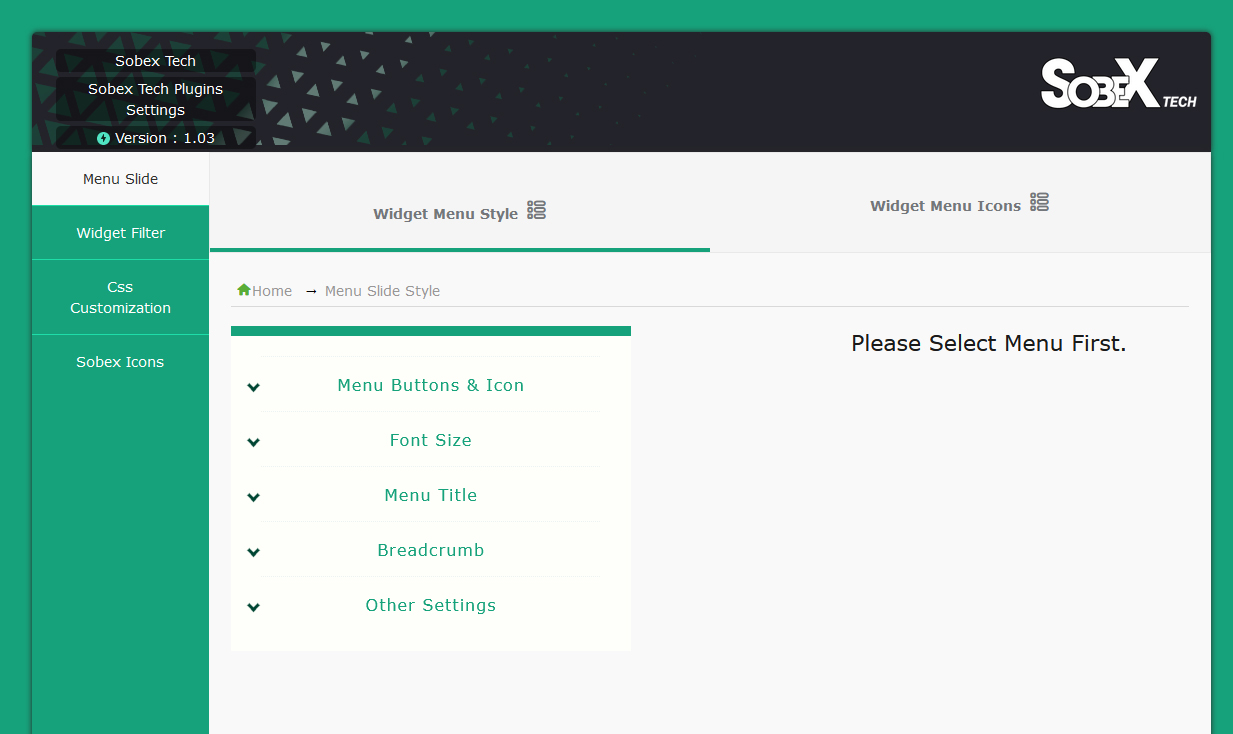 Sobex Tech
Sobex Tech Plugins
Settings
Version : 1.03
SOBEX TECH
Menu Slide
Widget Filter
Css
Customization
Sobex Icons
Widget Menu Style
Widget Menu Icons
Home → Menu Slide Style
Please Select Menu First.
Menu Buttons & Icon
Font Size
Menu Title
Breadcrumb
Other Settings